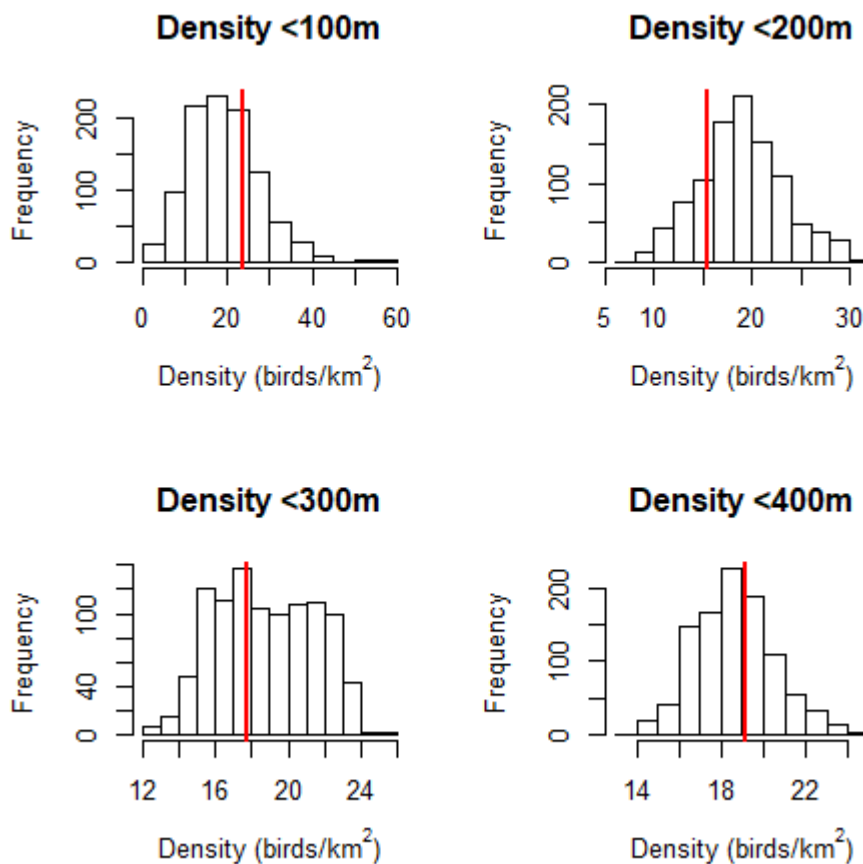 Density <100m
Frequency
0 100 200
0 20 40 60
Density (birds/km2)
Density <200m
Frequency
0 100 200
5 10 20 30
Density (birds/km2)
Density <300m
Frequency
0 40 100
12 16 20 24
Density (birds/km2)
Density <400m
Frequency
0 100 200
14 18 22
Density (birds/km2)